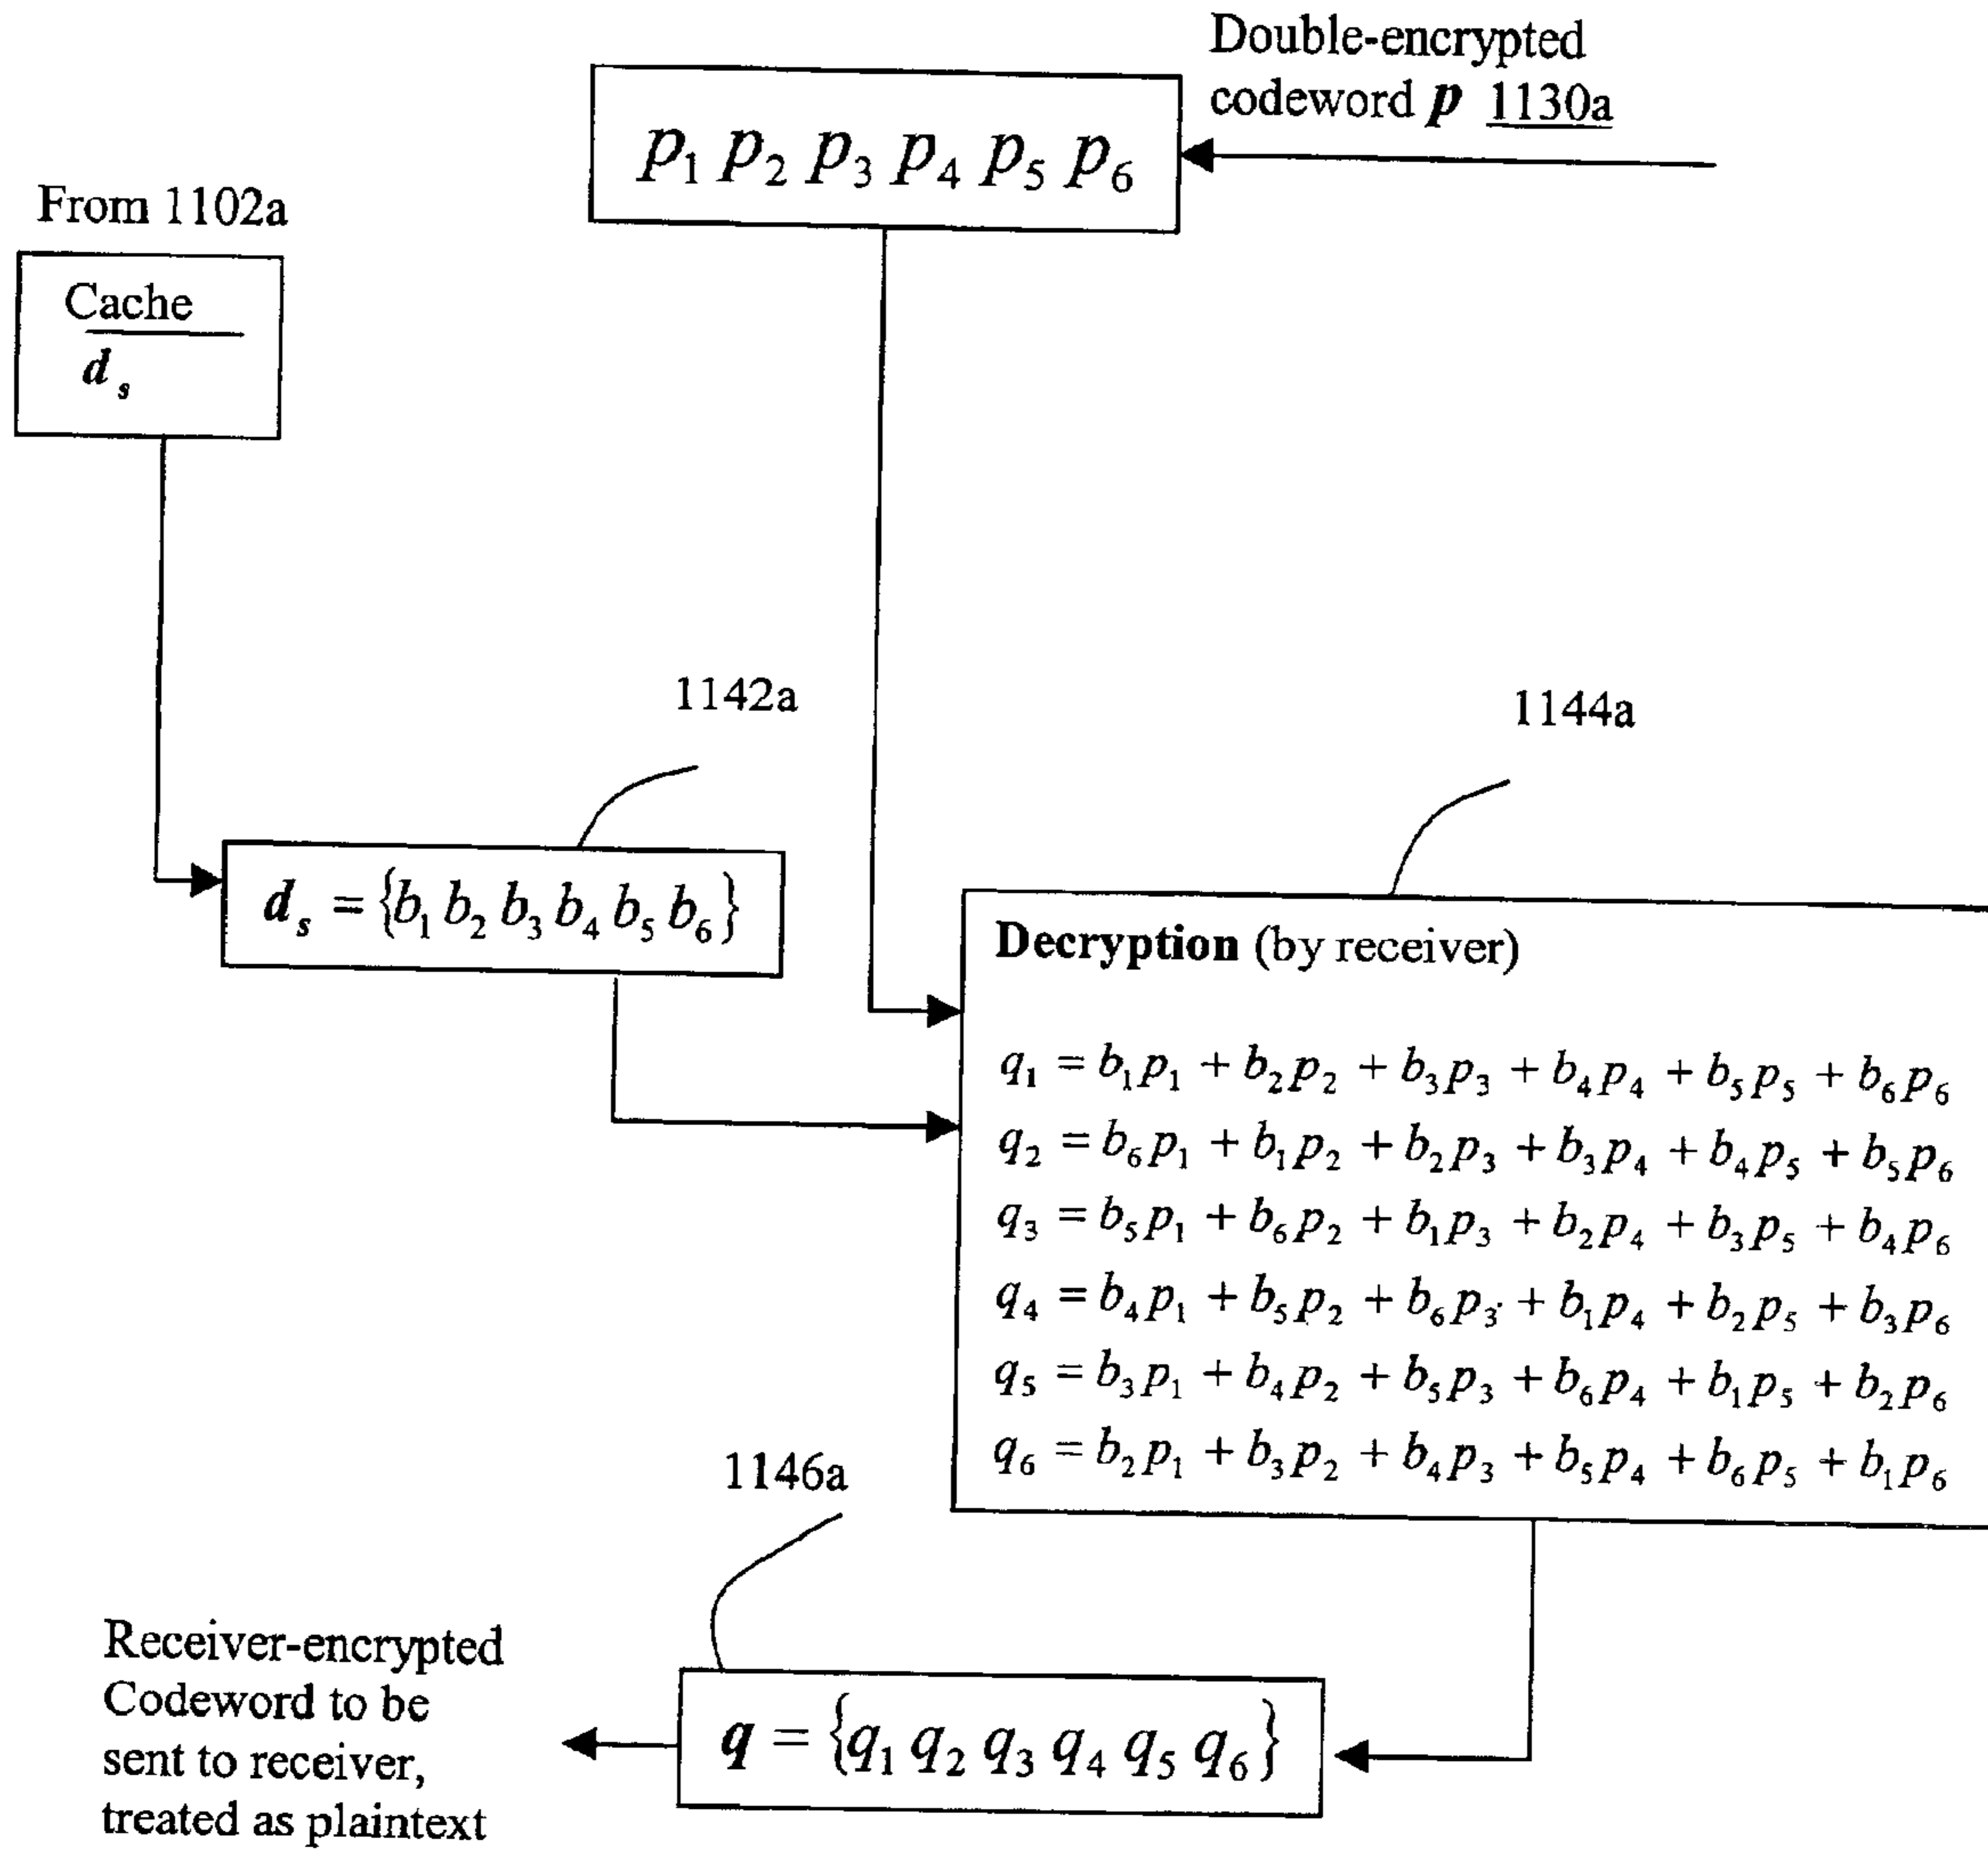 Double-encrypted
codeword p 1130a
p₁ p₂ p₃ p₄ p₅ p₆
From 1102a
Cache
dₛ
1142a
1144a
dₛ = {b₁ b₂ b₃ b₄ b₅ b₆}
Decryption (by receiver)
q₁ = b₁p₁ + b₂p₂ + b₃p₃ + b₄p₄ + b₅p₅ + b₆p₆
q₂ = b₆p₁ + b₁p₂ + b₂p₃ + b₃p₄ + b₄p₅ + b₅p₆
q₃ = b₅p₁ + b₆p₂ + b₁p₃ + b₂p₄ + b₃p₅ + b₄p₆
q₄ = b₄p₁ + b₅p₂ + b₆p₃ + b₁p₄ + b₂p₅ + b₃p₆
q₅ = b₃p₁ + b₄p₂ + b₅p₃ + b₆p₄ + b₁p₅ + b₂p₆
q₆ = b₂p₁ + b₃p₂ + b₄p₃ + b₅p₄ + b₆p₅ + b₁p₆
1146a
Receiver-encrypted
Codeword to be
sent to receiver,
treated as plaintext
q = {q₁ q₂ q₃ q₄ q₅ q₆}